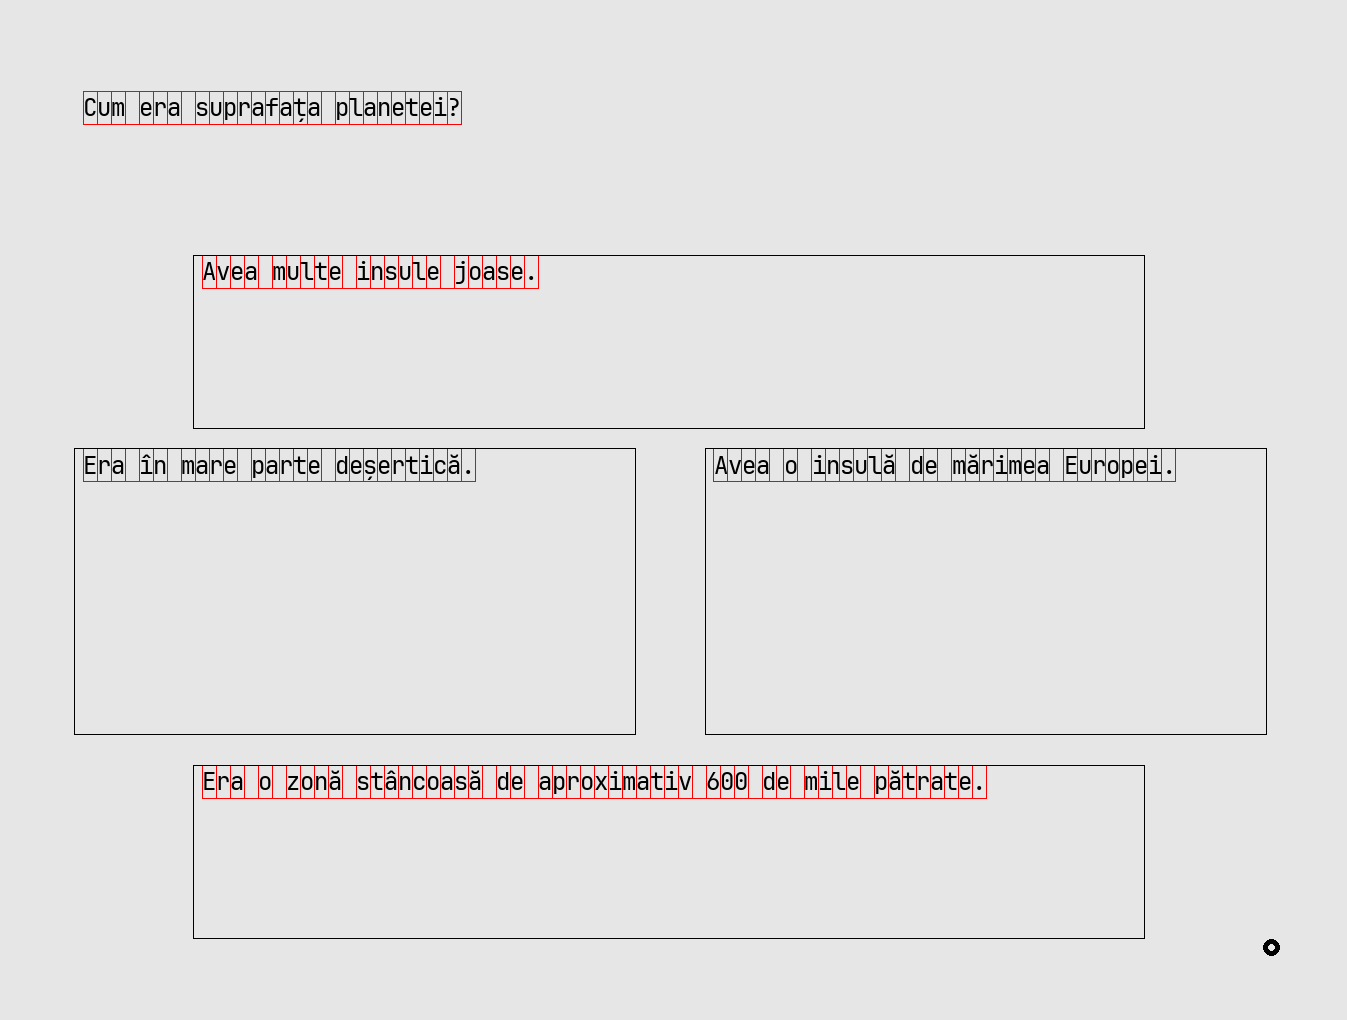 Cum era suprafața planetei?
Avea multe insule joase.
Era în mare parte deșertică.
Avea o insulă de mărimea Europei.
Era o zonă stâncoasă de aproximativ 600 de mile pătrate.